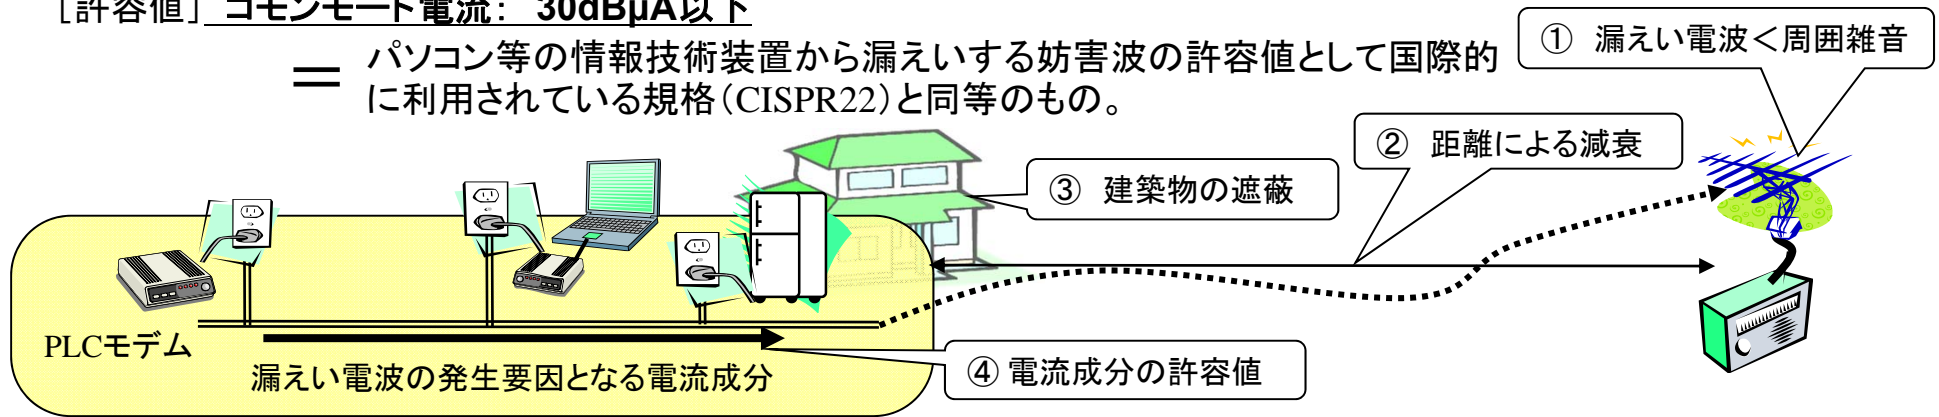 ［許容値］ コモンモード電流： 30dBμA以下
＝ パソコン等の情報技術装置から漏えいする妨害波の許容値として国際的
に利用されている規格（CISPR22）と同等のもの。
① 漏えい電波＜周囲雑音
② 距離による減衰
③ 建築物の遮蔽
PLCモデム
漏えい電波の発生要因となる電流成分
④ 電流成分の許容値